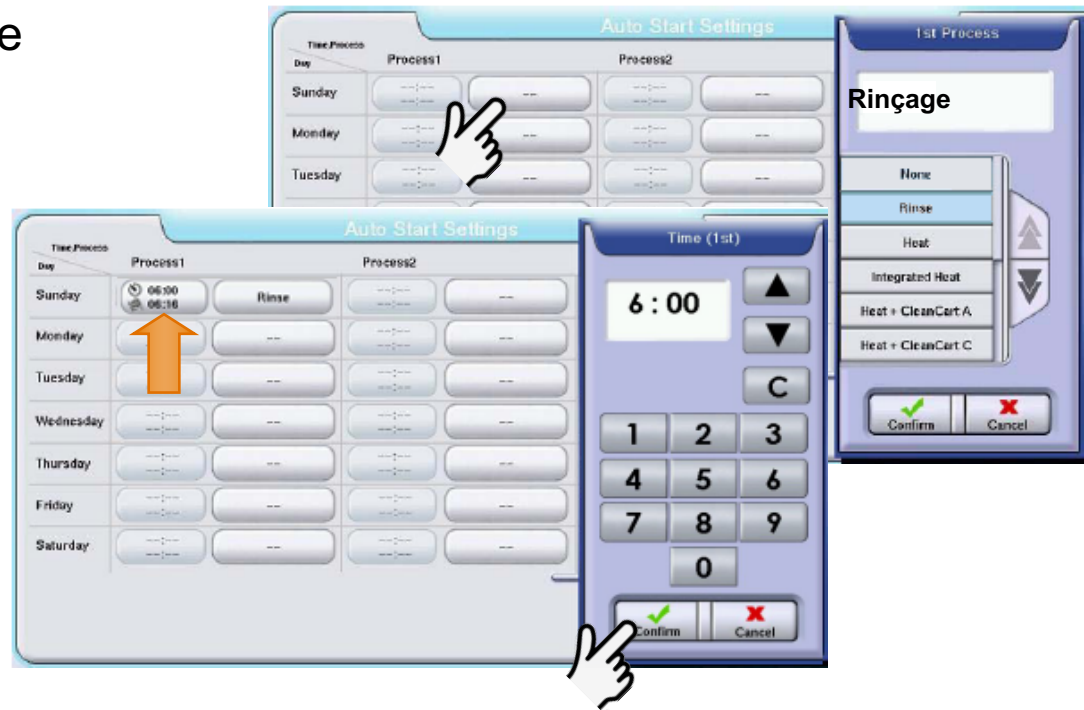 e
Auto Start Settings
Time.Process
Day
Process1
Process2
Sunday
--:--
--:--
--
--:--
--:--
--
Monday
--:--
--:--
--
--:--
--:--
--
Tuesday
--:--
--:--
--
--:--
--:--
--
1st Process
Rinçage
None
Rinse
Heat
Integrated Heat
Heat + CleanCart A
Heat + CleanCart C
Confirm
Cancel
Auto Start Settings
Time.Process
Day
Process1
Process2
Sunday
06:00
06:16
Rinse
--:--
--:--
--
Monday
--
--:--
--:--
--
Tuesday
--
--:--
--:--
--
Wednesday
--:--
--:--
--
--:--
--:--
--
Thursday
--:--
--:--
--
--:--
--:--
--
Friday
--:--
--:--
--
--:--
--:--
--
Saturday
--:--
--:--
--
--:--
--:--
--
Time (1st)
6 : 00
C
1 2 3
4 5 6
7 8 9
0
Confirm
Cancel